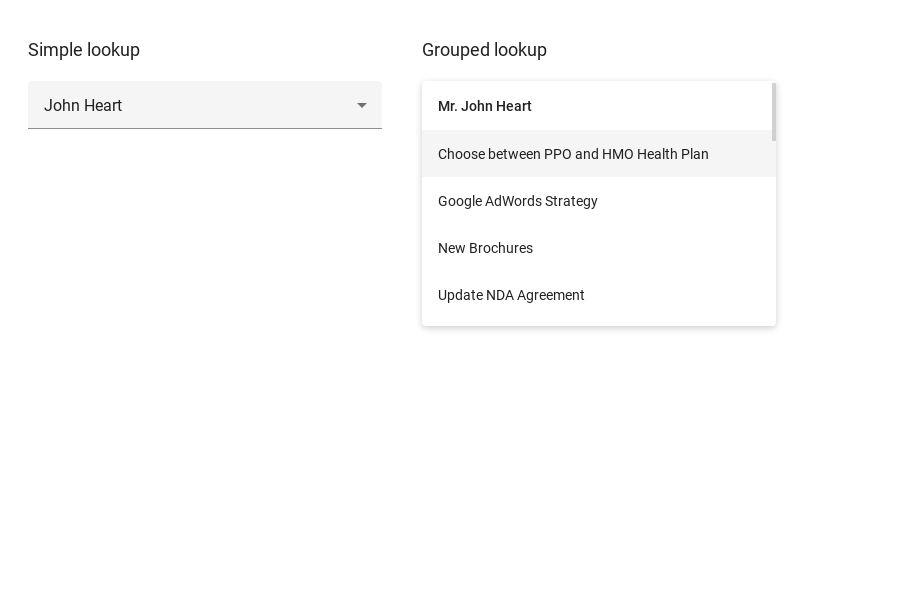 Simple lookup
John Heart
Grouped lookup
Mr. John Heart
Choose between PPO and HMO Health Plan
Google AdWords Strategy
New Brochures
Update NDA Agreement